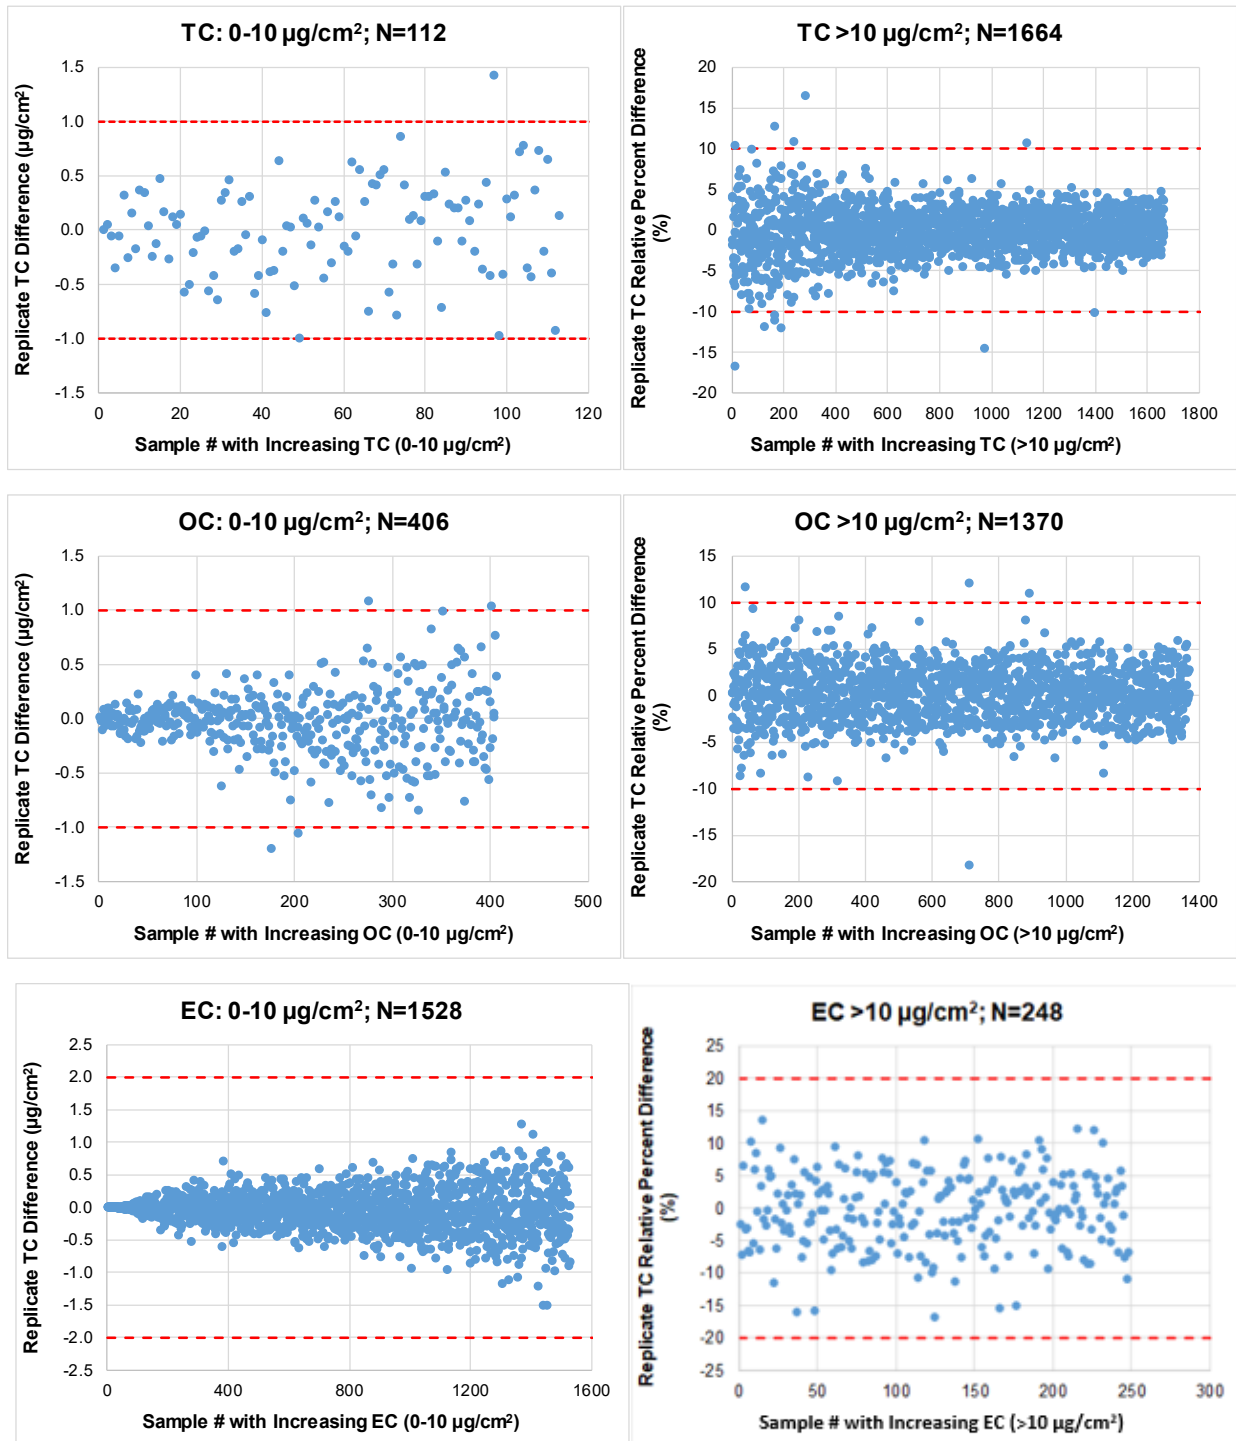 TC: 0-10 µg/cm²; N=112
Replicate TC Difference (µg/cm²)
1.5
1.0
0.5
0.0
-0.5
-1.0
-1.5
0 20 40 60 80 100 120
Sample # with Increasing TC (0-10 µg/cm²)
TC >10 µg/cm²; N=1664
Replicate TC Relative Percent Difference
(%)
20
15
10
5
0
-5
-10
-15
-20
0 200 400 600 800 1000 1200 1400 1600 1800
Sample # with Increasing TC (>10 µg/cm²)
OC: 0-10 µg/cm²; N=406
Replicate TC Difference (µg/cm²)
1.5
1.0
0.5
0.0
-0.5
-1.0
-1.5
0 100 200 300 400 500
Sample # with Increasing OC (0-10 µg/cm²)
OC >10 µg/cm²; N=1370
Replicate TC Relative Percent Difference
(%)
15
10
5
0
-5
-10
-15
-20
0 200 400 600 800 1000 1200 1400
Sample # with Increasing OC (>10 µg/cm²)
EC: 0-10 µg/cm²; N=1528
Replicate TC Difference (µg/cm²)
2.5
2.0
1.5
1.0
0.5
0.0
-0.5
-1.0
-1.5
-2.0
-2.5
0 400 800 1200 1600
Sample # with Increasing EC (0-10 µg/cm²)
EC >10 µg/cm²; N=248
Replicate TC Relative Percent Difference
(%)
25
20
15
10
5
0
-5
-10
-15
-20
-25
0 50 100 150 200 250 300
Sample # with Increasing EC (>10 µg/cm²)